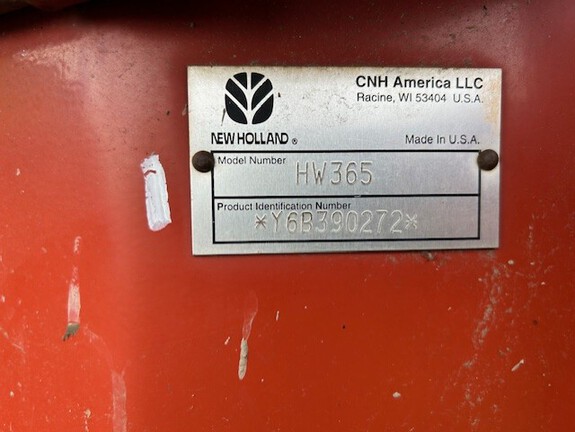 CNH America LLC
Racine, WI 53404 U.S.A.
NEW HOLLAND ®
Made in U.S.A.
Model Number
HW365
Product Identification Number
*Y6B390272*